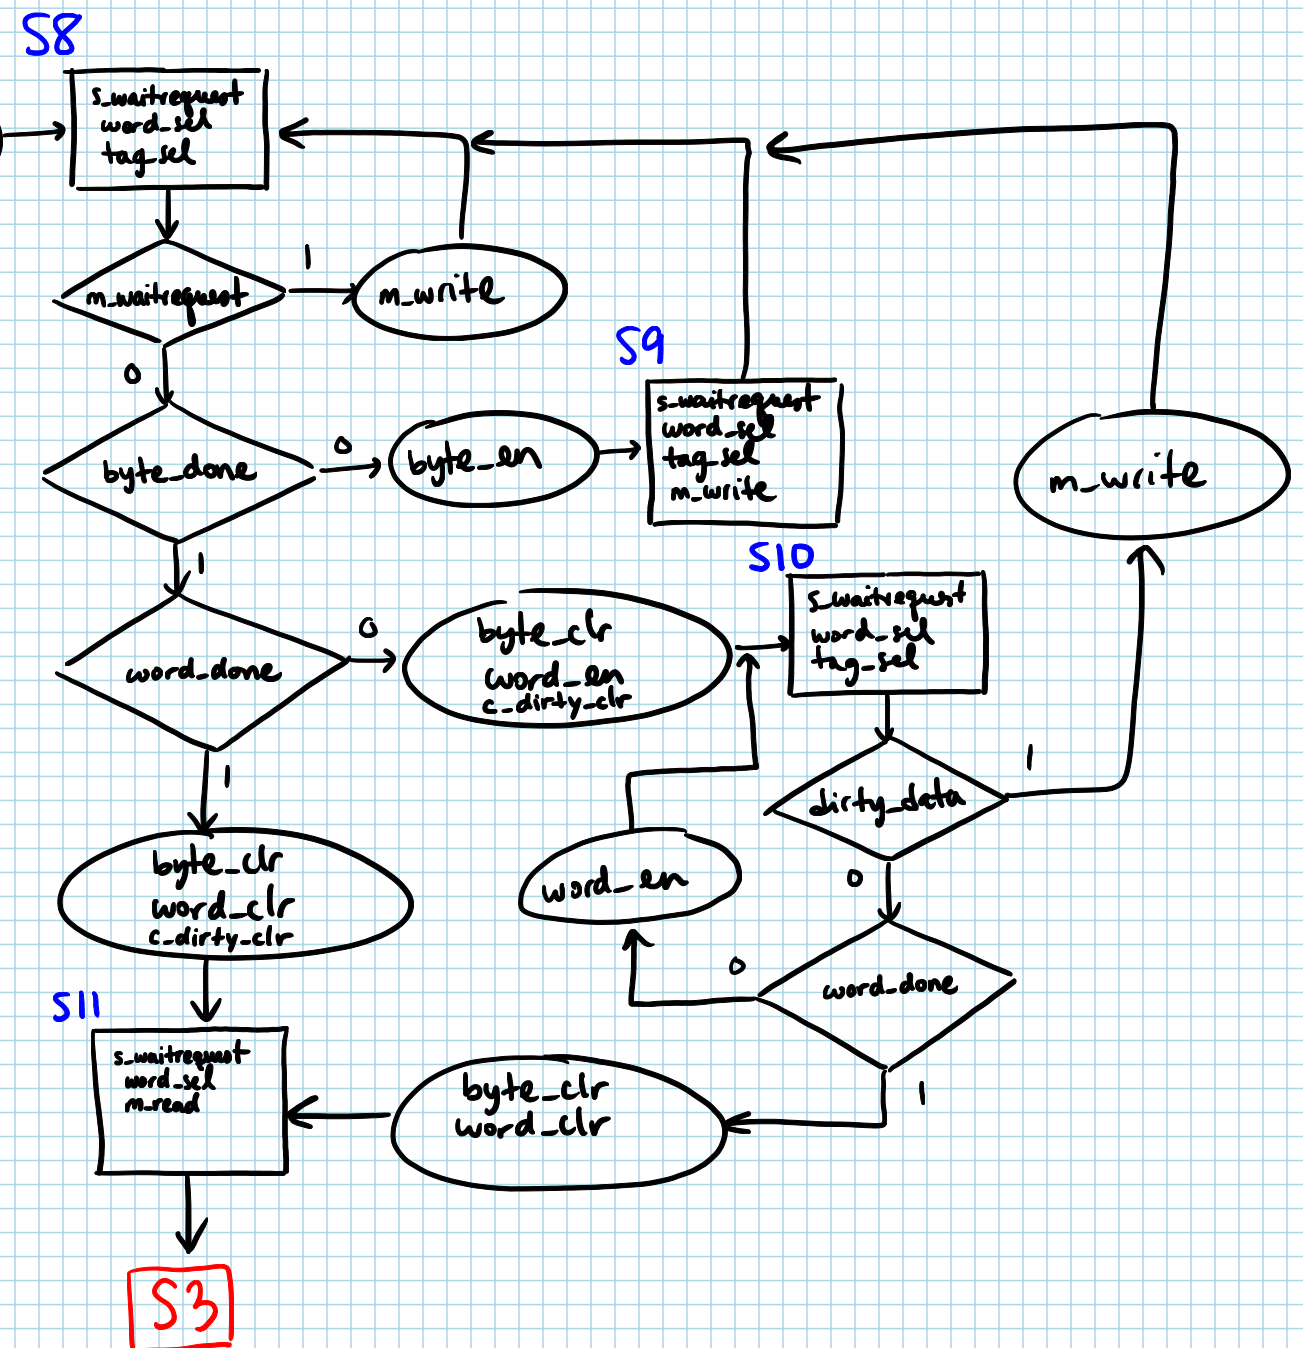 S8
s_waitrequest
word_sel
tag_sel
1
m_waitrequest
m_write
0
S9
s_waitrequest
word_sel
tag_sel
m_write
0
byte_done
byte_en
m_write
1
S10
s_waitrequest
word_sel
tag_sel
0
word_done
byte_clr
word_en
c_dirty_clr
1
1
dirty_data
0
byte_clr
word_clr
c_dirty_clr
word_en
0
word_done
1
S11
s_waitrequest
word_sel
m_read
byte_clr
word_clr
S3